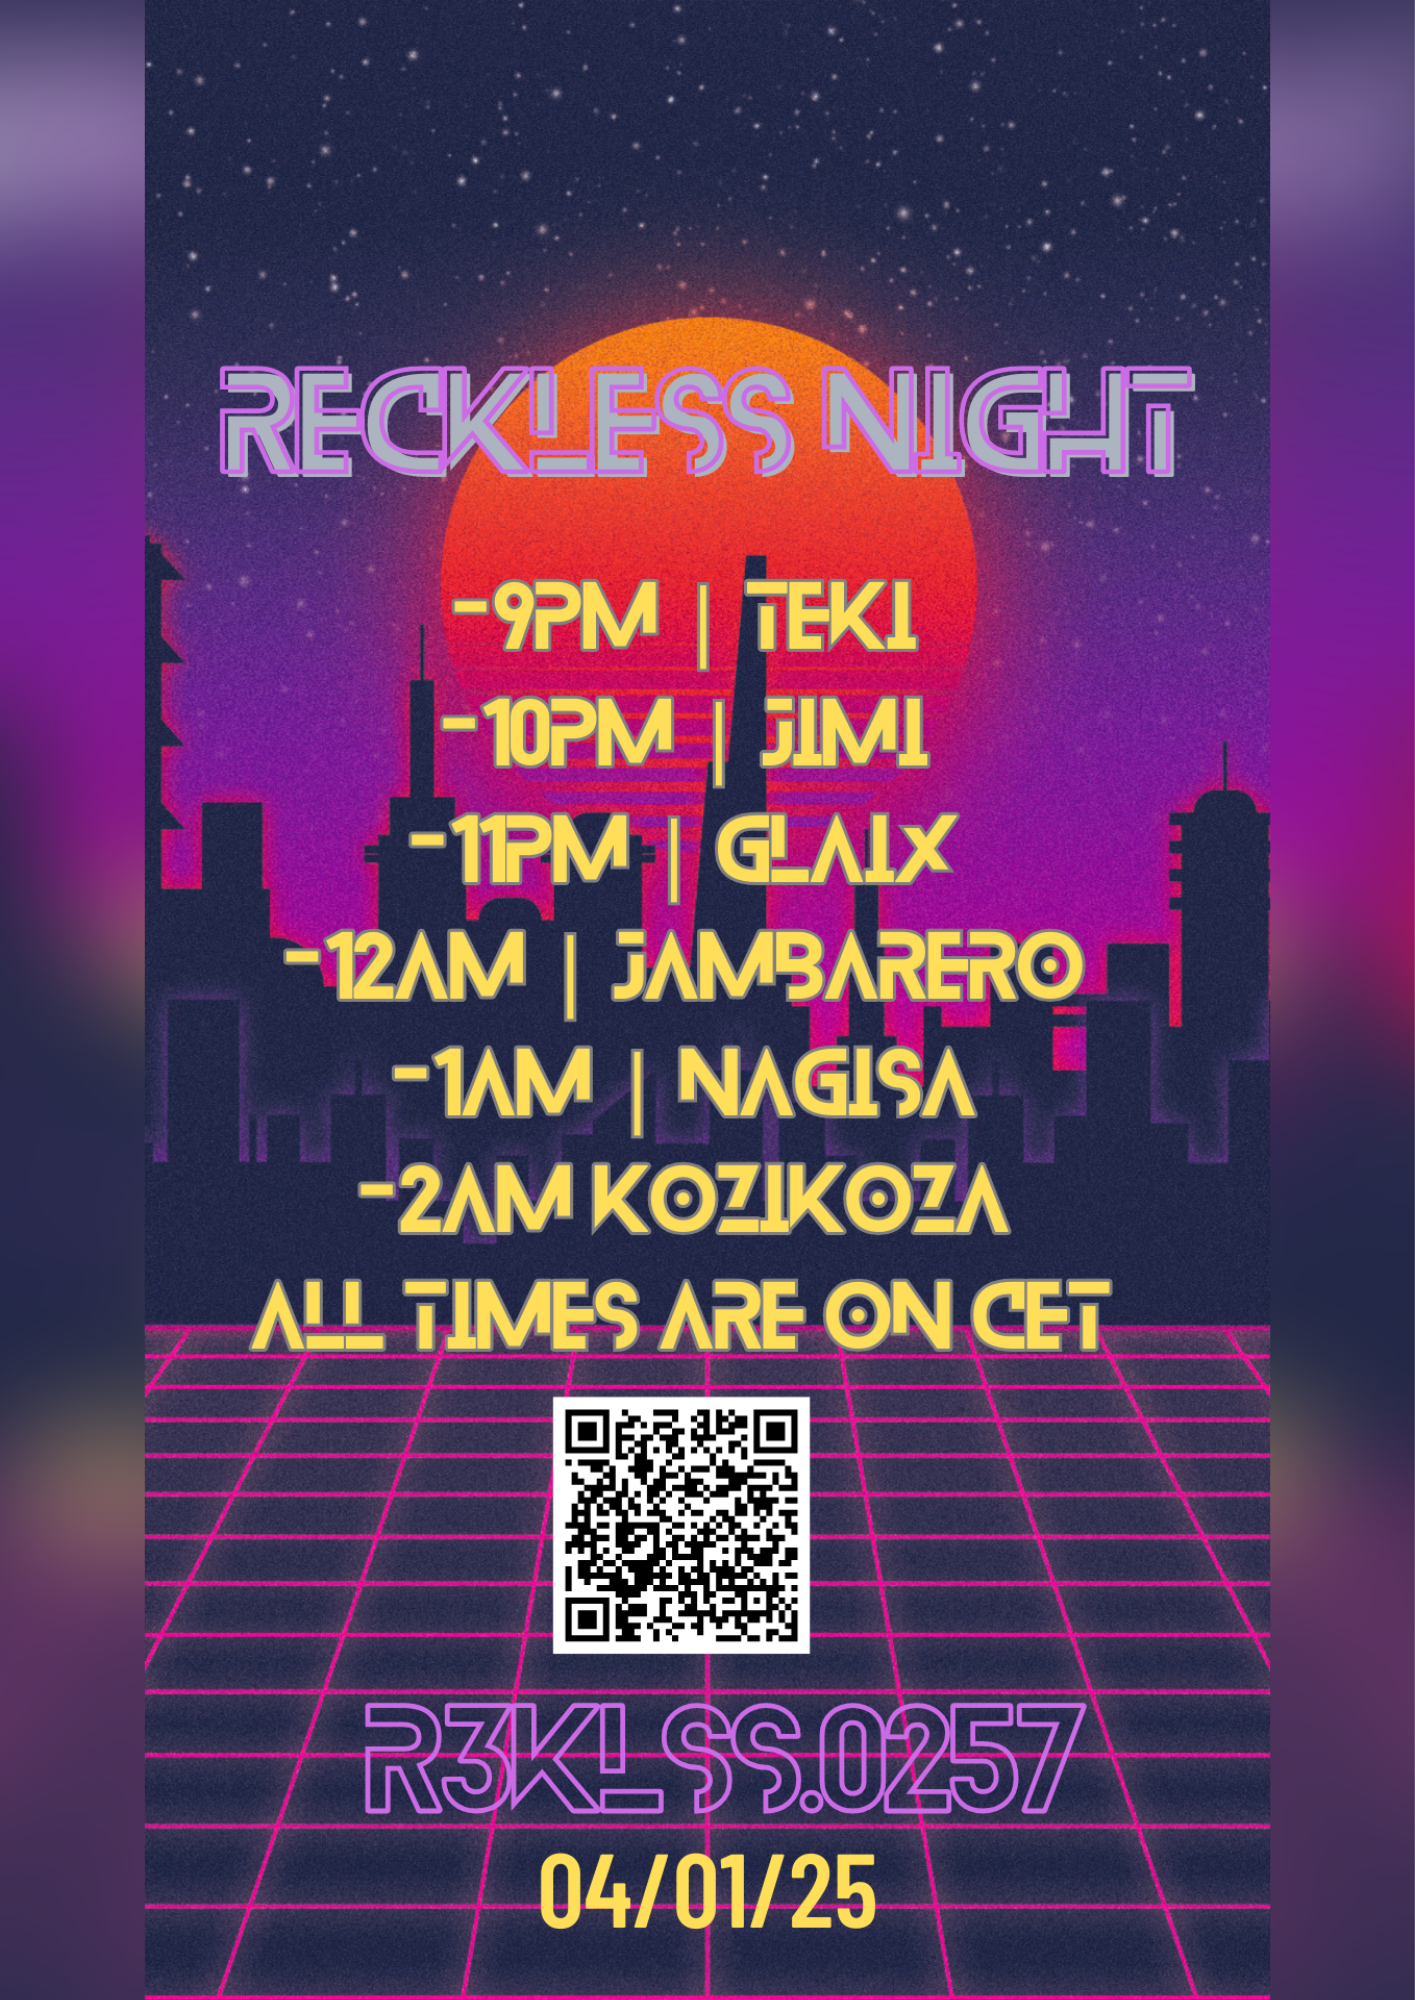 RECKLESS NIGHT
-9PM | TEKI
-10PM | JIMI
-11PM | GLAIX
-12AM | JAMBARERO
-1AM | NAGISA
-2AM KOZIKOZA
ALL TIMES ARE ON CET
R3KLSS.0257
04/01/25